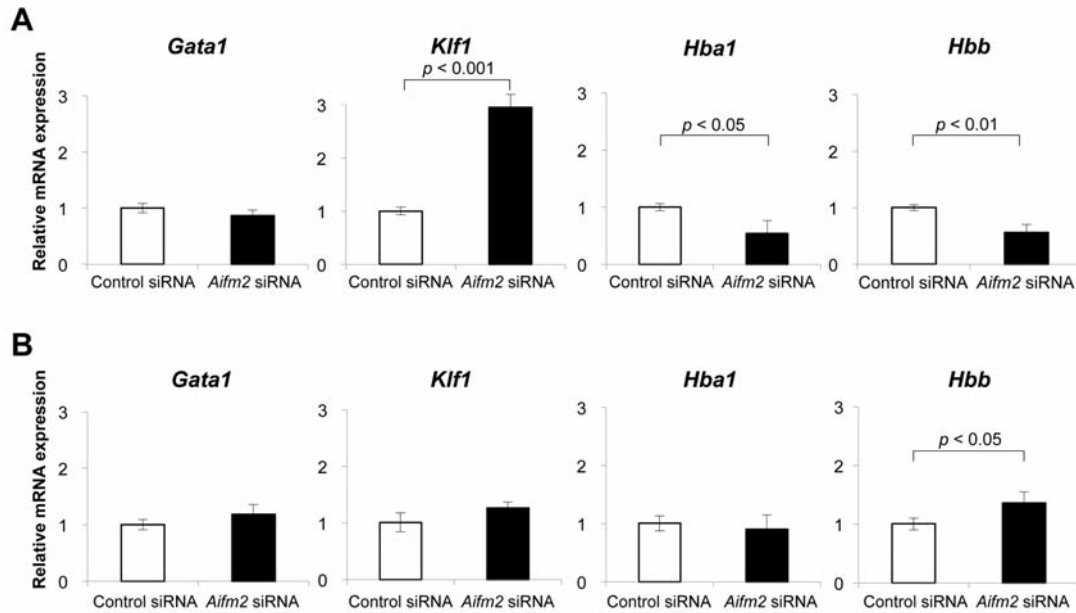 A
Gata1
Klf1
Hba1
Hbb
p < 0.001
p < 0.05
p < 0.01
Relative mRNA expression
3
2
1
0
3
2
1
0
3
2
1
0
3
2
1
0
Control siRNA Aifm2 siRNA
Control siRNA Aifm2 siRNA
Control siRNA Aifm2 siRNA
Control siRNA Aifm2 siRNA
B
Gata1
Klf1
Hba1
Hbb
p < 0.05
Relative mRNA expression
3
2
1
0
3
2
1
0
3
2
1
0
3
2
1
0
Control siRNA Aifm2 siRNA
Control siRNA Aifm2 siRNA
Control siRNA Aifm2 siRNA
Control siRNA Aifm2 siRNA